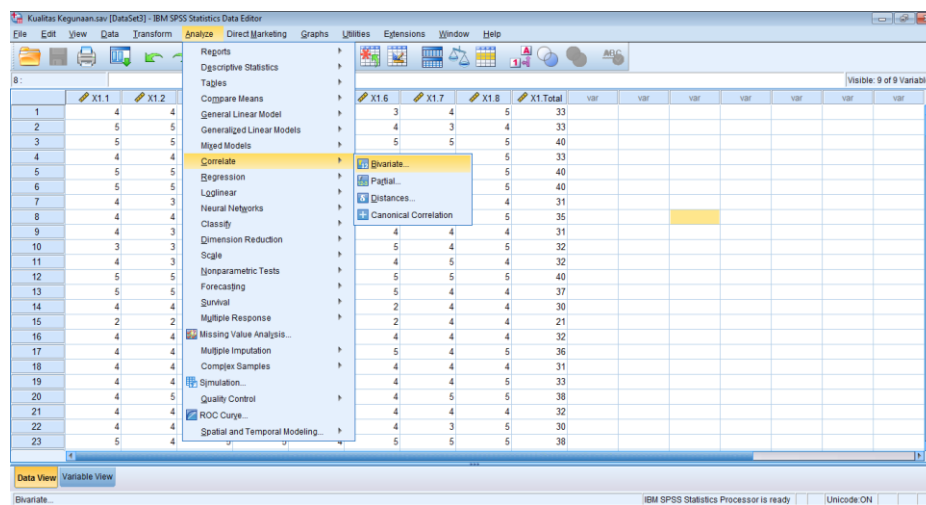 Kualitas Kegunaan.sav [DataSet3] - IBM SPSS Statistics Data Editor
File Edit View Data Transform Analyze Direct Marketing Graphs Utilities Extensions Window Help
8 :
Visible: 9 of 9 Variabl
X1.1 X1.2 X1.6 X1.7 X1.8 X1.Total var var var var var var var
1 4 4 3 4 5 33
2 5 5 4 3 4 33
3 5 5 5 5 5 40
4 4 4 5 33
5 5 5 5 40
6 5 5 5 40
7 4 3 4 31
8 4 4 5 35
9 4 3 4 4 4 31
10 3 3 5 4 5 32
11 4 3 4 5 4 32
12 5 5 5 5 5 40
13 5 5 5 4 4 37
14 4 4 2 4 4 30
15 2 2 2 4 4 21
16 4 4 4 4 4 32
17 4 4 5 4 5 36
18 4 4 4 4 4 31
19 4 4 4 4 5 33
20 4 5 4 5 5 38
21 4 4 4 4 4 32
22 4 4 4 3 5 30
23 5 4 5 5 5 38
Reports
Descriptive Statistics
Tables
Compare Means
General Linear Model
Generalized Linear Models
Mixed Models
Correlate
Regression
Loglinear
Neural Networks
Classify
Dimension Reduction
Scale
Nonparametric Tests
Forecasting
Survival
Multiple Response
Missing Value Analysis...
Multiple Imputation
Complex Samples
Simulation...
Quality Control
ROC Curve...
Spatial and Temporal Modeling...
Bivariate...
Partial...
Distances...
Canonical Correlation
Data View Variable View
Bivariate... IBM SPSS Statistics Processor is ready Unicode:ON